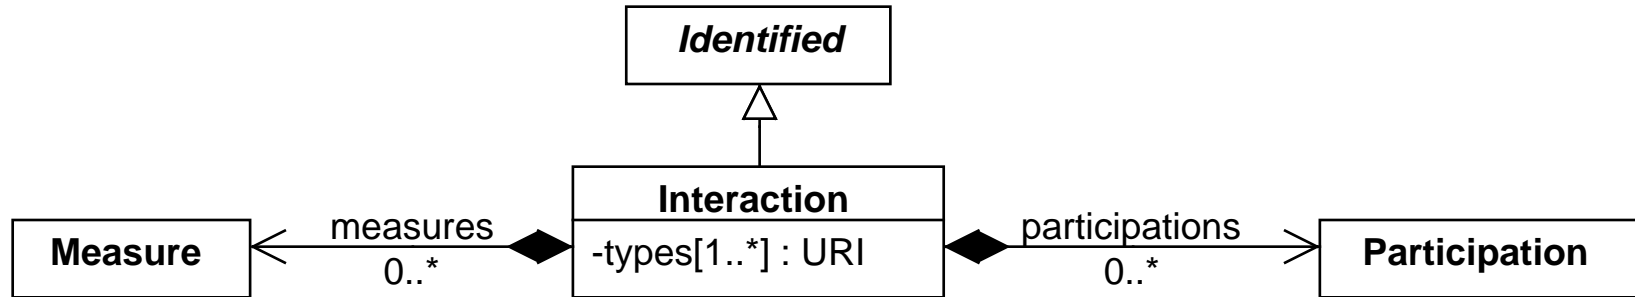 Identified
Interaction
measures
participations
Measure
-types[1..*] : URI
Participation
0..*
0..*